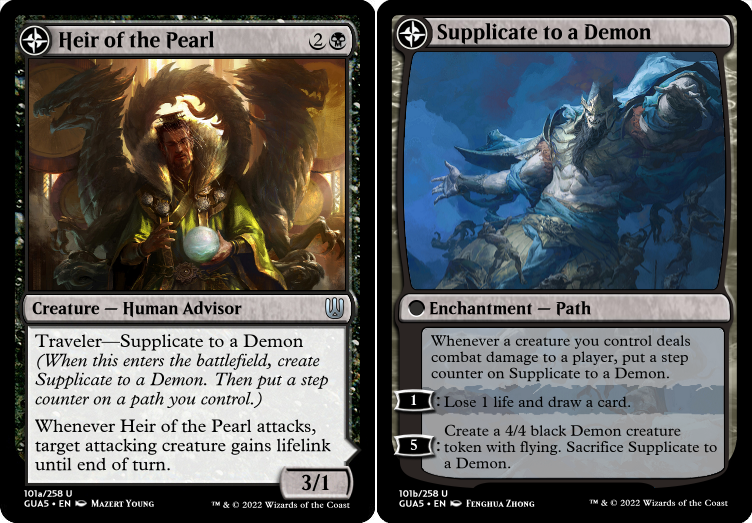 Heir of the Pearl
2
Creature — Human Advisor
Traveler—Supplicate to a Demon
(When this enters the battlefield, create
Supplicate to a Demon. Then put a step
counter on a path you control.)
Whenever Heir of the Pearl attacks,
target attacking creature gains lifelink
until end of turn.
3/1
101a/258 U
GUA5 • EN Mazert Young
™ & © 2022 Wizards of the Coast
Supplicate to a Demon
Enchantment — Path
Whenever a creature you control deals
combat damage to a player, put a step
counter on Supplicate to a Demon.
1 : Lose 1 life and draw a card.
Create a 4/4 black Demon creature
5 : token with flying. Sacrifice Supplicate to
a Demon.
101b/258 U
GUA5 • EN Fenghua Zhong
™ & © 2022 Wizards of the Coast